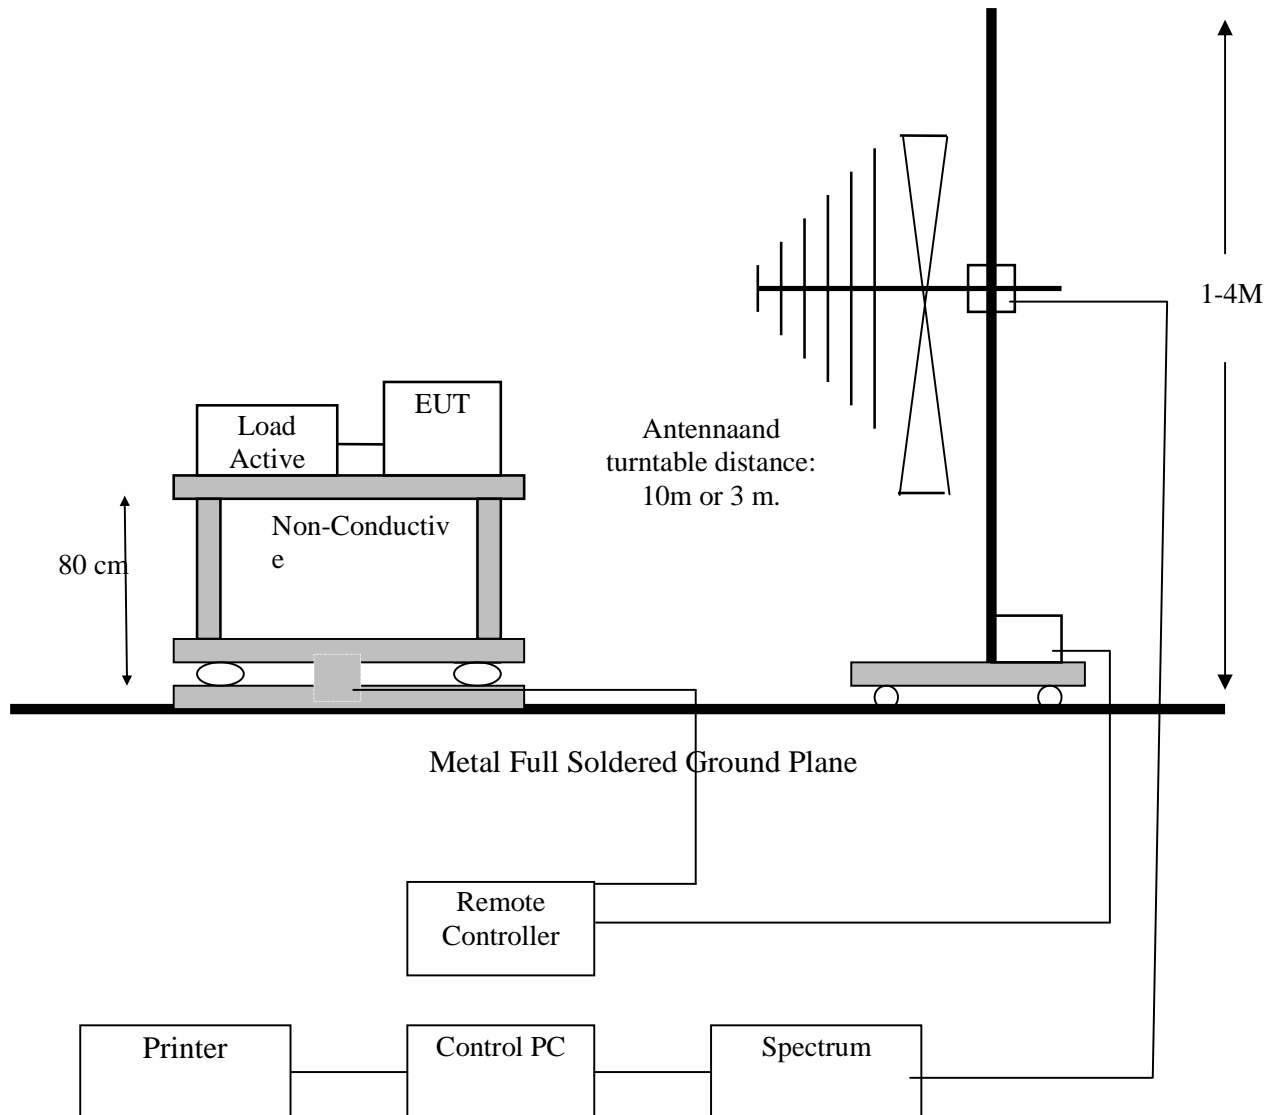 1-4M
EUT
Load
Active
Antennaand
turntable distance:
10m or 3 m.
Non-Conductiv
e
80 cm
Metal Full Soldered Ground Plane
Remote
Controller
Printer
Control PC
Spectrum